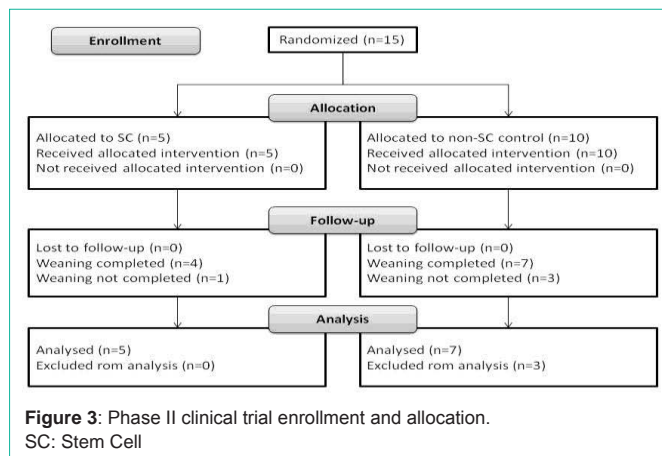 Enrollment
Randomized (n=15)
Allocation
Allocated to SC (n=5)
Received allocated intervention (n=5)
Not received allocated intervention (n=0)
Allocated to non-SC control (n=10)
Received allocated intervention (n=10)
Not received allocated intervention (n=0)
Follow-up
Lost to follow-up (n=0)
Weaning completed (n=4)
Weaning not completed (n=1)
Lost to follow-up (n=0)
Weaning completed (n=7)
Weaning not completed (n=3)
Analysis
Analysed (n=5)
Excluded rom analysis (n=0)
Analysed (n=7)
Excluded rom analysis (n=3)
Figure 3: Phase II clinical trial enrollment and allocation.
SC: Stem Cell